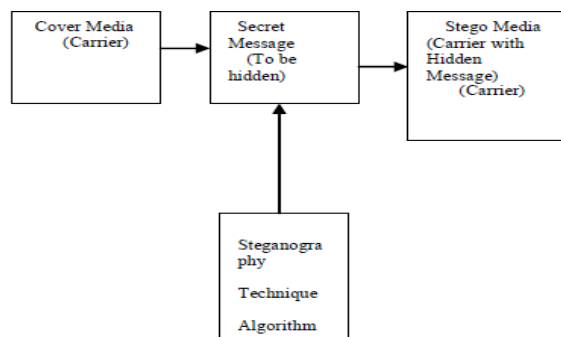 Cover Media
(Carrier)
Secret
Message
(To be
hidden)
Stego Media
(Carrier with
Hidden
Message)
(Carrier)
Steganogra
phy
Technique
Algorithm